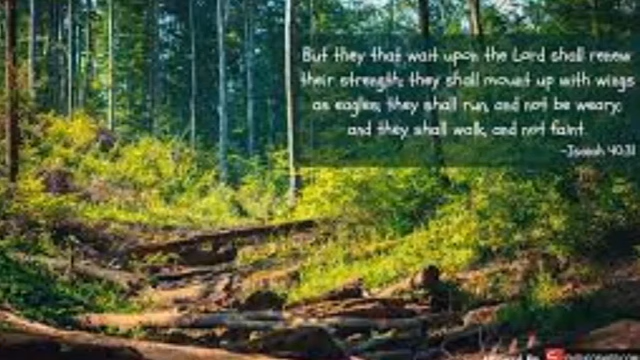 But they that wait upon the Lord shall renew
their strength; they shall mount up with wings
as eagles; they shall run, and not be weary;
and they shall walk, and not faint.
-Isaiah 40:31